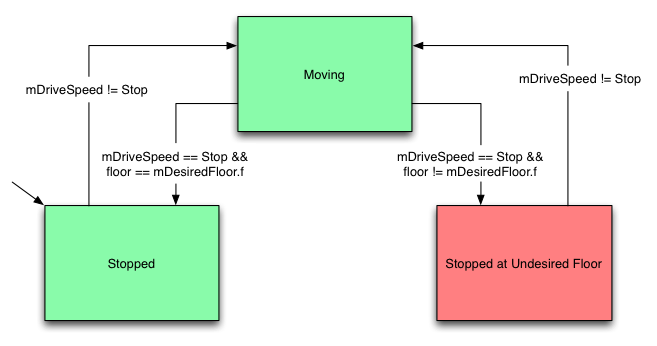 Moving
mDriveSpeed != Stop
mDriveSpeed != Stop
mDriveSpeed == Stop &&
floor == mDesiredFloor.f
mDriveSpeed == Stop &&
floor != mDesiredFloor.f
Stopped
Stopped at Undesired Floor